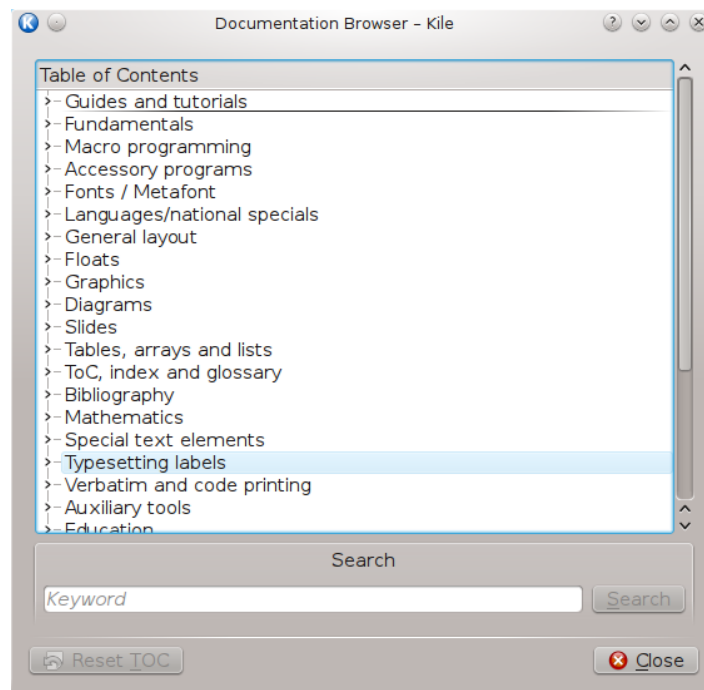 Documentation Browser – Kile
Table of Contents
Guides and tutorials
Fundamentals
Macro programming
Accessory programs
Fonts / Metafont
Languages/national specials
General layout
Floats
Graphics
Diagrams
Slides
Tables, arrays and lists
ToC, index and glossary
Bibliography
Mathematics
Special text elements
Typesetting labels
Verbatim and code printing
Auxiliary tools
Education
Search
Keyword
Search
Reset TOC
Close